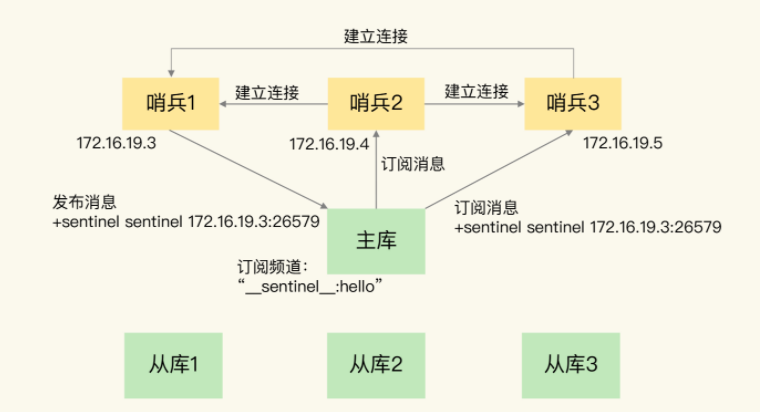 建立连接
哨兵1
建立连接
哨兵2
建立连接
哨兵3
172.16.19.3
172.16.19.4
172.16.19.5
订阅消息
发布消息
+sentinel sentinel 172.16.19.3:26579
订阅消息
+sentinel sentinel 172.16.19.3:26579
主库
订阅频道：
“__sentinel__:hello”
从库1
从库2
从库3